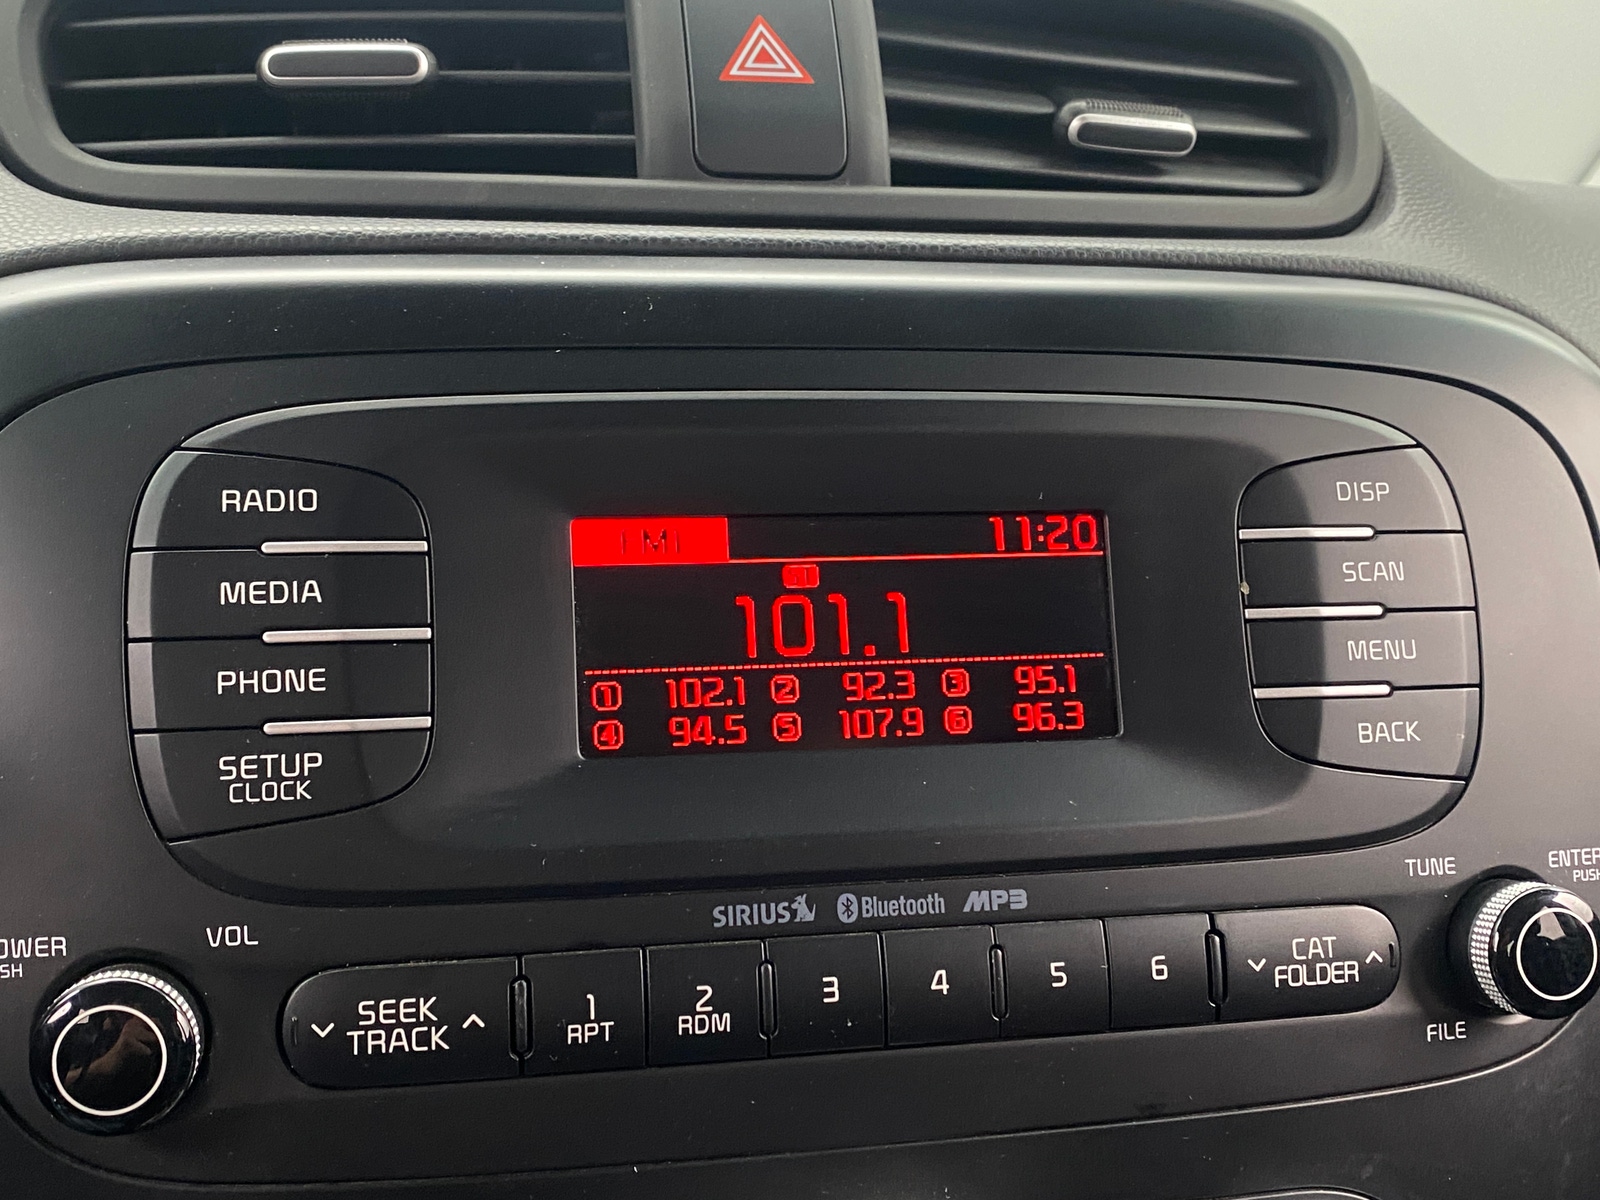 RADIO
MEDIA
PHONE
SETUP
CLOCK
FM1 11:20
101.1
1 102.1 2 92.3 3 95.1
4 94.5 5 107.9 6 96.3
DISP
SCAN
MENU
BACK
SIRIUS Bluetooth MP3
VOL
SEEK
TRACK
1
RPT
2
RDM
3
4
5
6
CAT
FOLDER
TUNE
ENTER
FILE